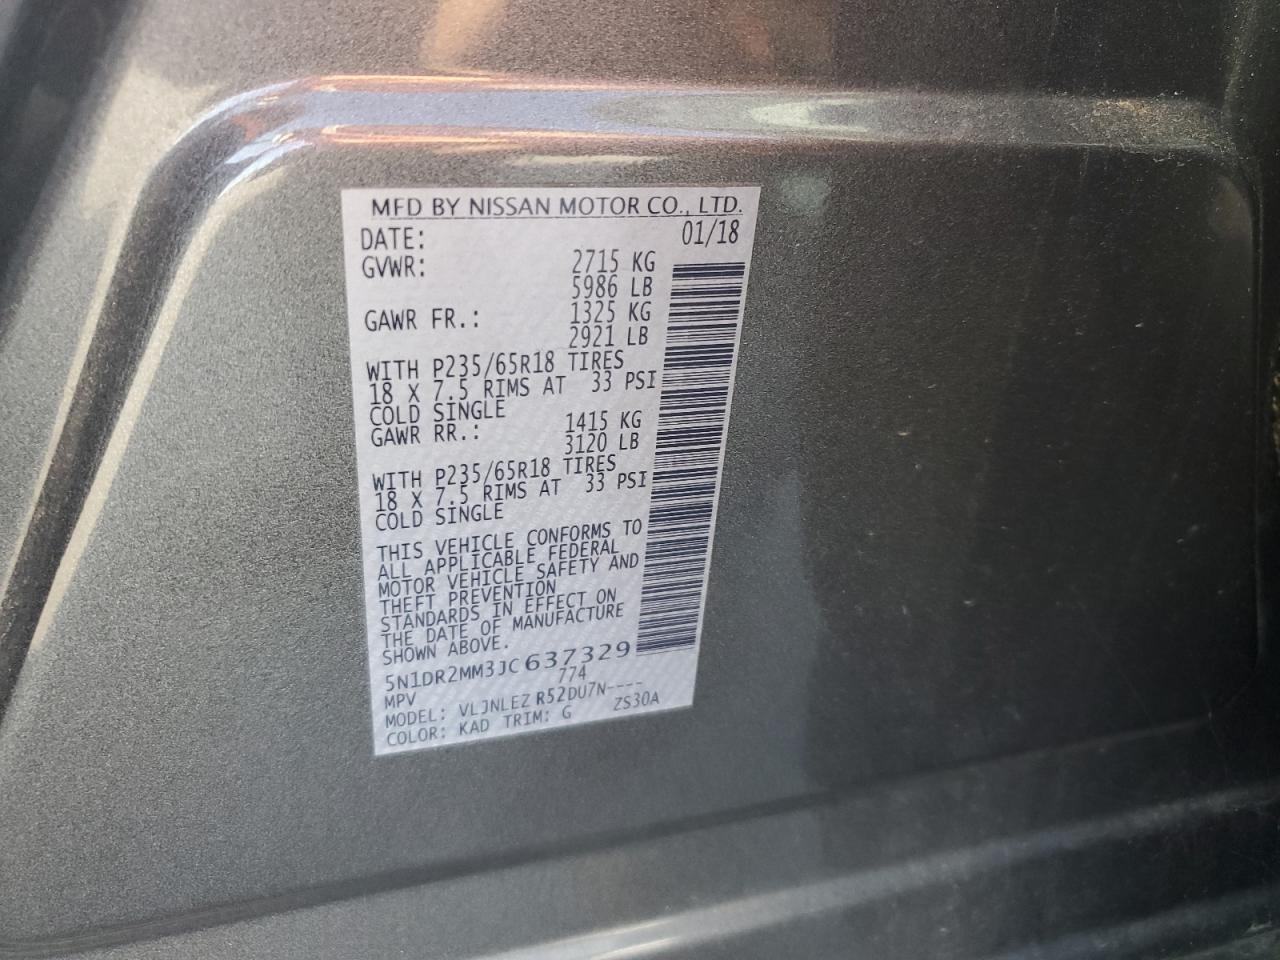 MFD BY NISSAN MOTOR CO., LTD.
DATE: 01/18
GVWR: 2715 KG
5986 LB
GAWR FR.: 1325 KG
2921 LB
WITH P235/65R18 TIRES
18 X 7.5 RIMS AT 33 PSI
COLD SINGLE
GAWR RR.: 1415 KG
3120 LB
WITH P235/65R18 TIRES
18 X 7.5 RIMS AT 33 PSI
COLD SINGLE
THIS VEHICLE CONFORMS TO
ALL APPLICABLE FEDERAL
MOTOR VEHICLE SAFETY AND
THEFT PREVENTION
STANDARDS IN EFFECT ON
THE DATE OF MANUFACTURE
SHOWN ABOVE.
5N1DR2MM3JC637329
MPV 774
MODEL: VLJNLEZ R52DU7N----
COLOR: KAD TRIM: G ZS30A